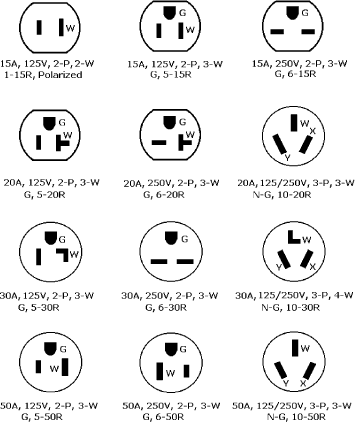 W
15A, 125V, 2-P, 2-W
1-15R, Polarized
G
W
15A, 125V, 2-P, 3-W
G, 5-15R
G
15A, 250V, 2-P, 3-W
G, 6-15R
G
W
20A, 125V, 2-P, 3-W
G, 5-20R
G
W
20A, 250V, 2-P, 3-W
G, 6-20R
W
X
Y
20A, 125/250V, 3-P, 3-W
N-G, 10-20R
G
W
30A, 125V, 2-P, 3-W
G, 5-30R
G
30A, 250V, 2-P, 3-W
G, 6-30R
W
Y
X
30A, 125/250V, 3-P, 4-W
N-G, 10-30R
G
W
50A, 125V, 2-P, 3-W
G, 5-50R
G
W
50A, 250V, 2-P, 3-W
G, 6-50R
W
Y
X
50A, 125/250V, 3-P, 3-W
N-G, 10-50R